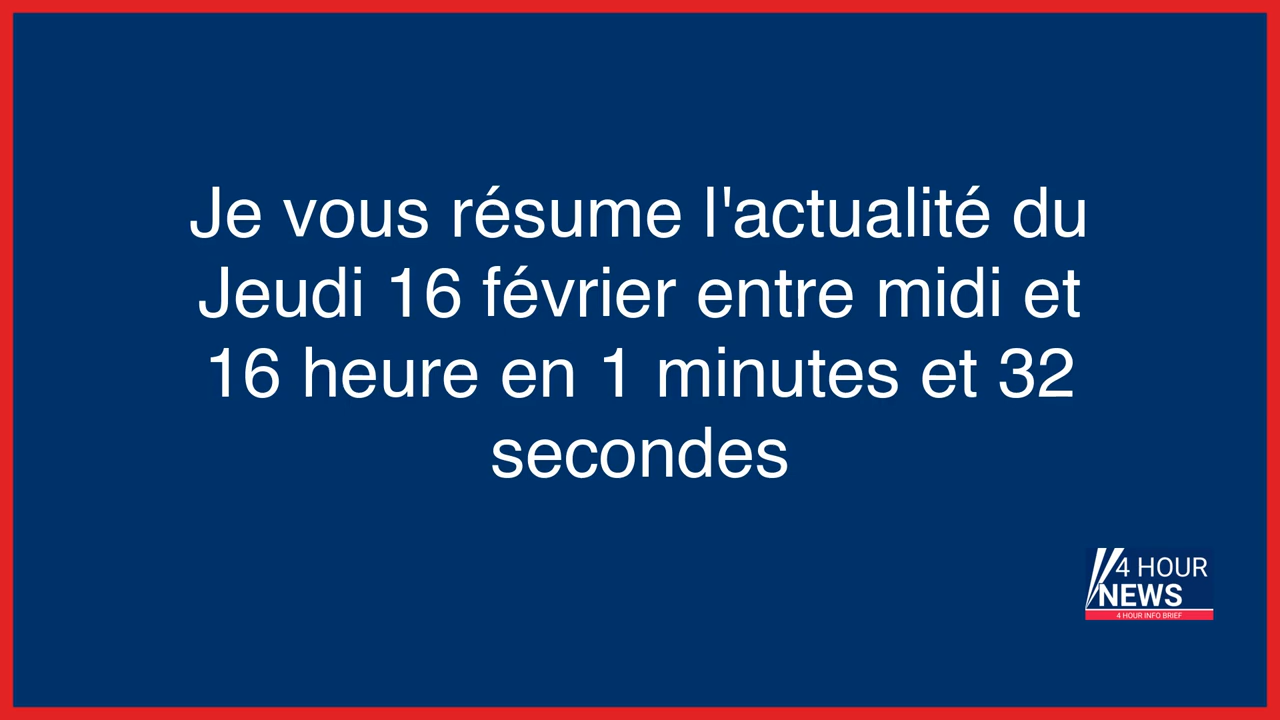 Je vous résume l'actualité du
Jeudi 16 février entre midi et
16 heure en 1 minutes et 32
secondes
4 HOUR
NEWS
4 HOUR INFO BRIEF